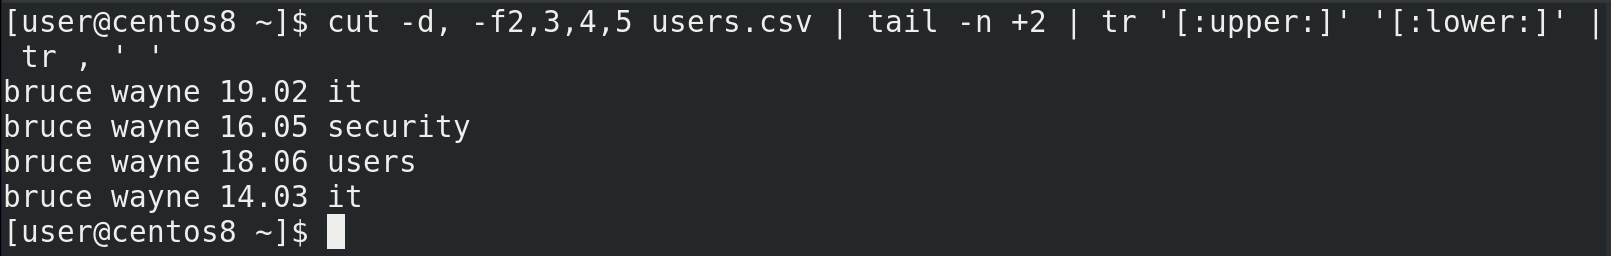 [user@centos8 ~]$ cut -d, -f2,3,4,5 users.csv | tail -n +2 | tr '[:upper:]' '[:lower:]' |
 tr , ' '
bruce wayne 19.02 it
bruce wayne 16.05 security
bruce wayne 18.06 users
bruce wayne 14.03 it
[user@centos8 ~]$